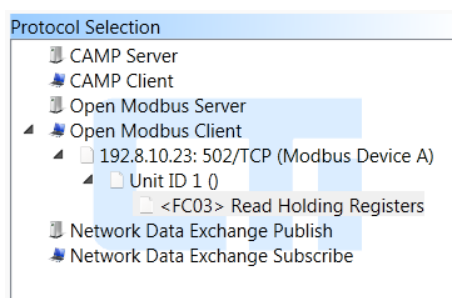 Protocol Selection
CAMP Server
CAMP Client
Open Modbus Server
Open Modbus Client
192.8.10.23: 502/TCP (Modbus Device A)
Unit ID 1 ()
<FC03> Read Holding Registers
Network Data Exchange Publish
Network Data Exchange Subscribe